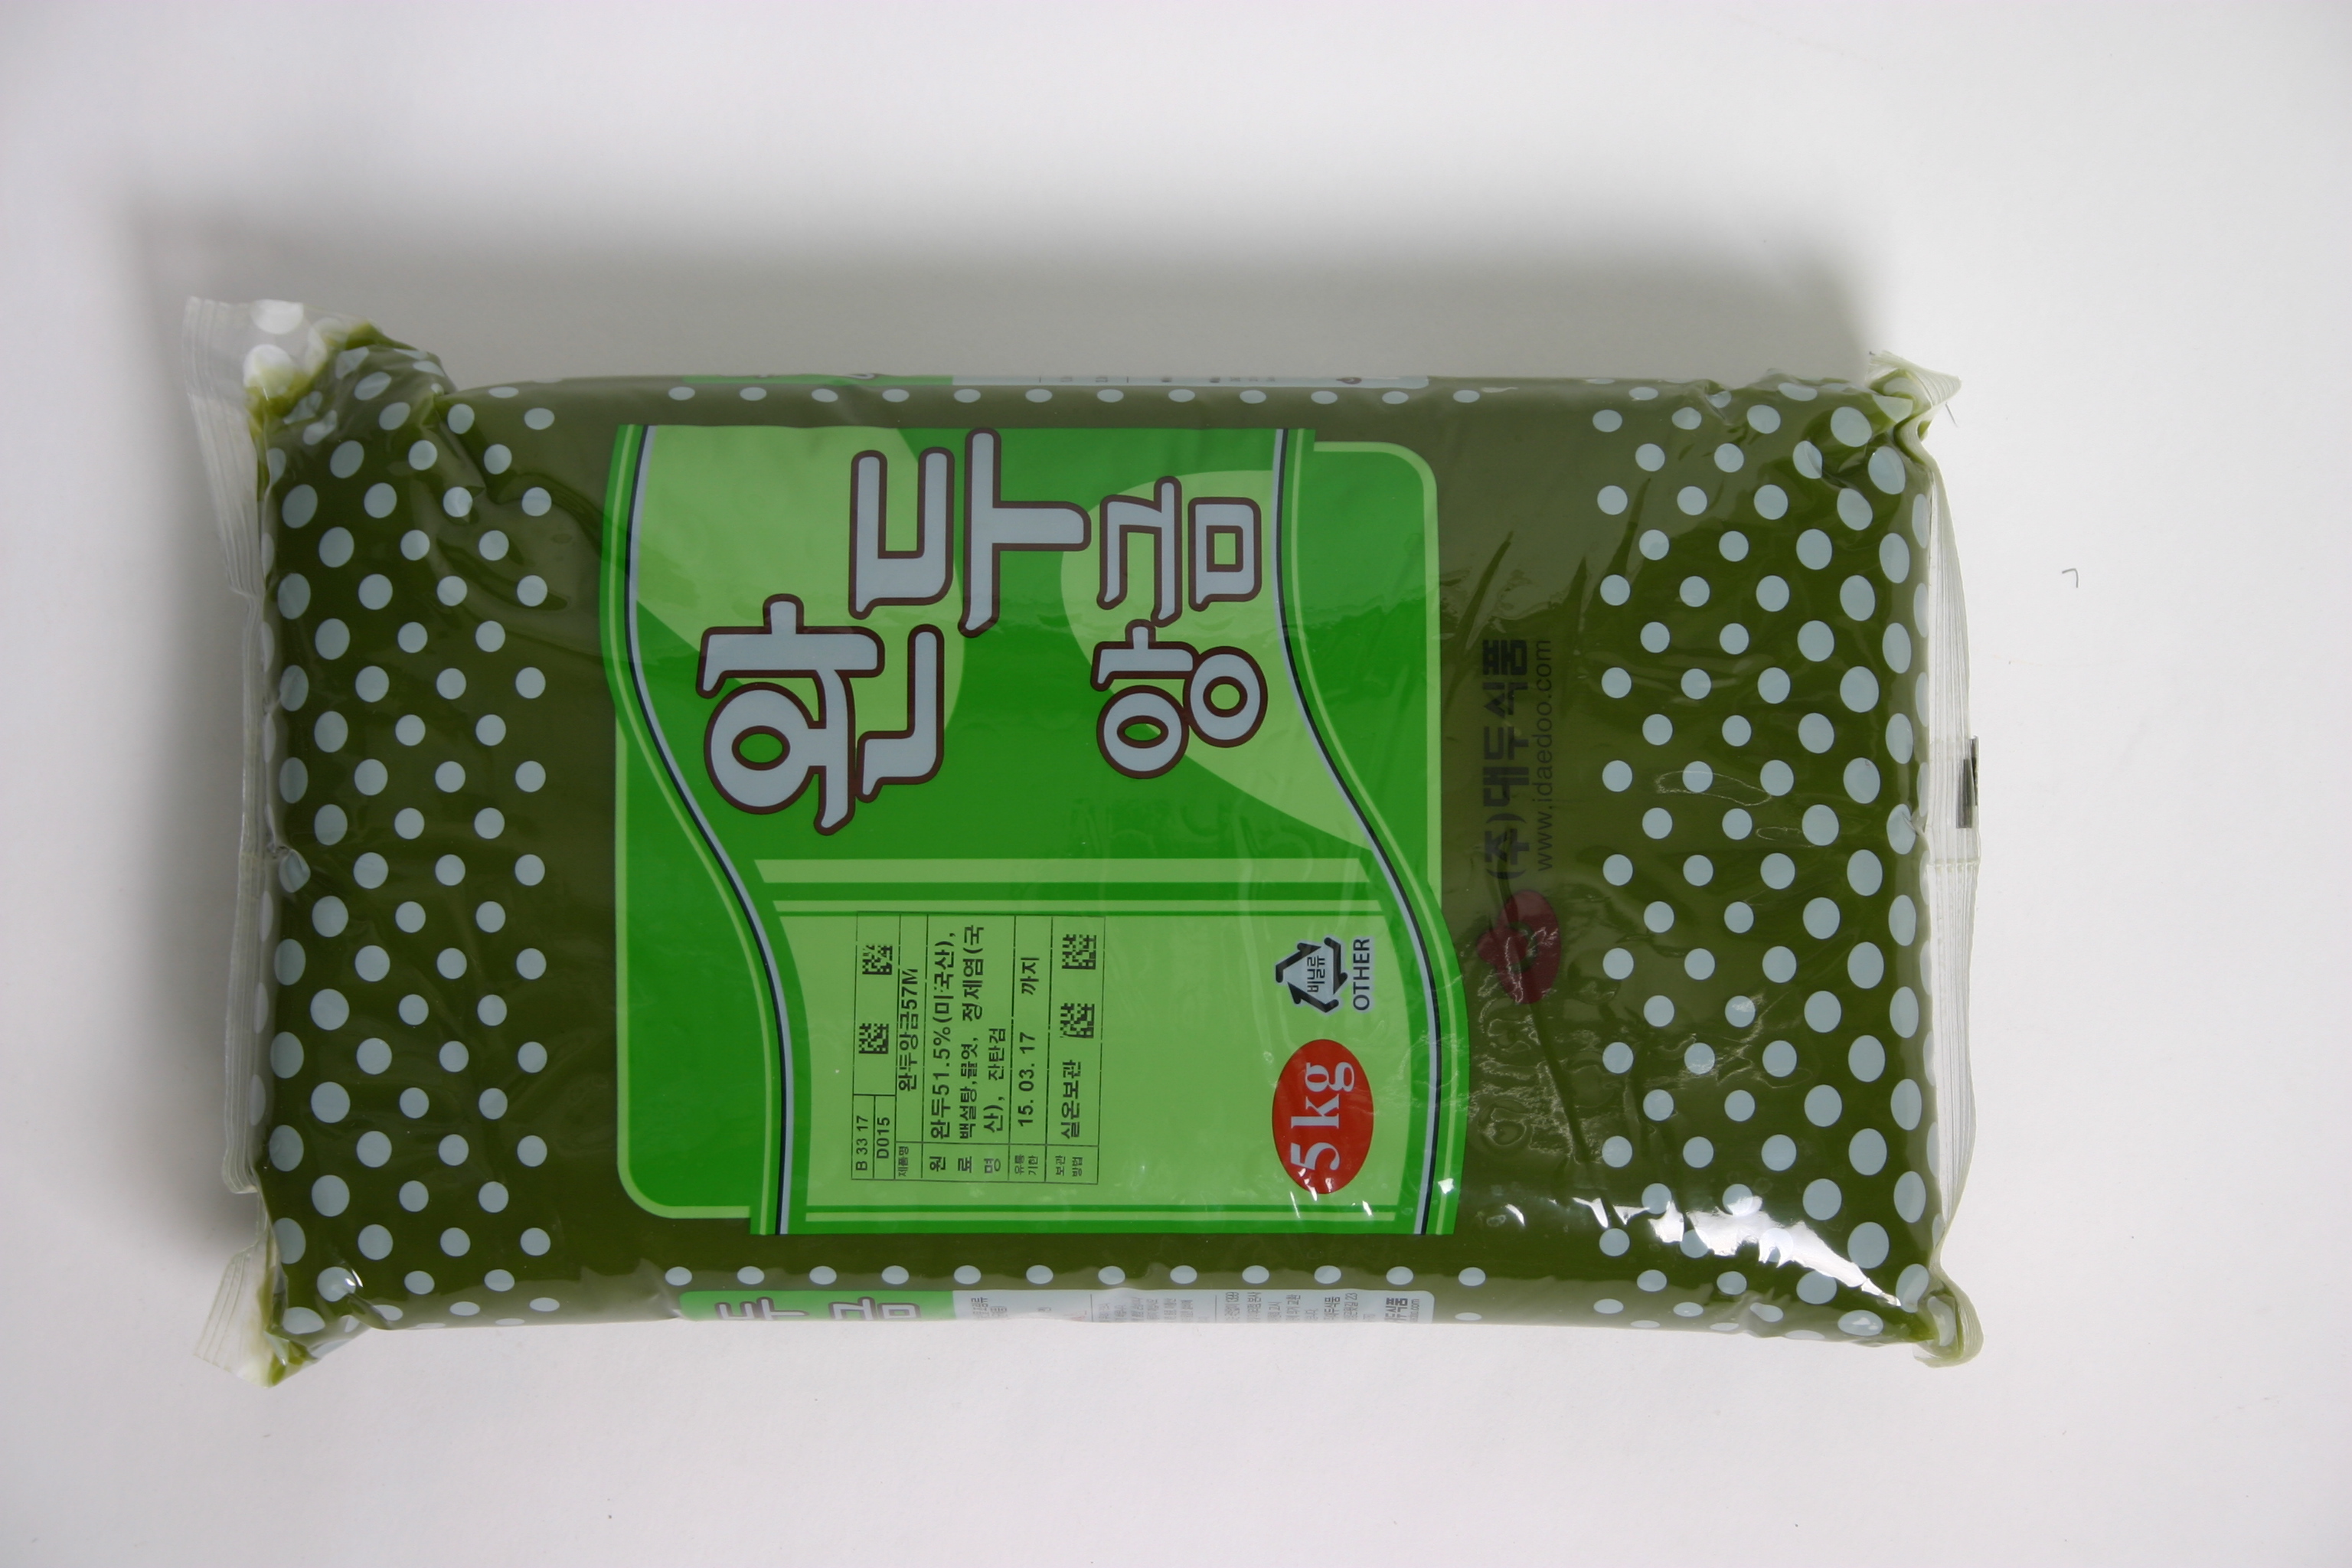 완두
앙금
B 33 17
D015
제품명
완두앙금57M
원료명
완두51.5%(미국산),
백설탕,물엿, 정제염(국
산), 잔탄검
유통
기한
15. 03. 17 까지
보관
방법
실온보관
5kg
비닐류
OTHER
(주)대두식품
www.idaedoo.com